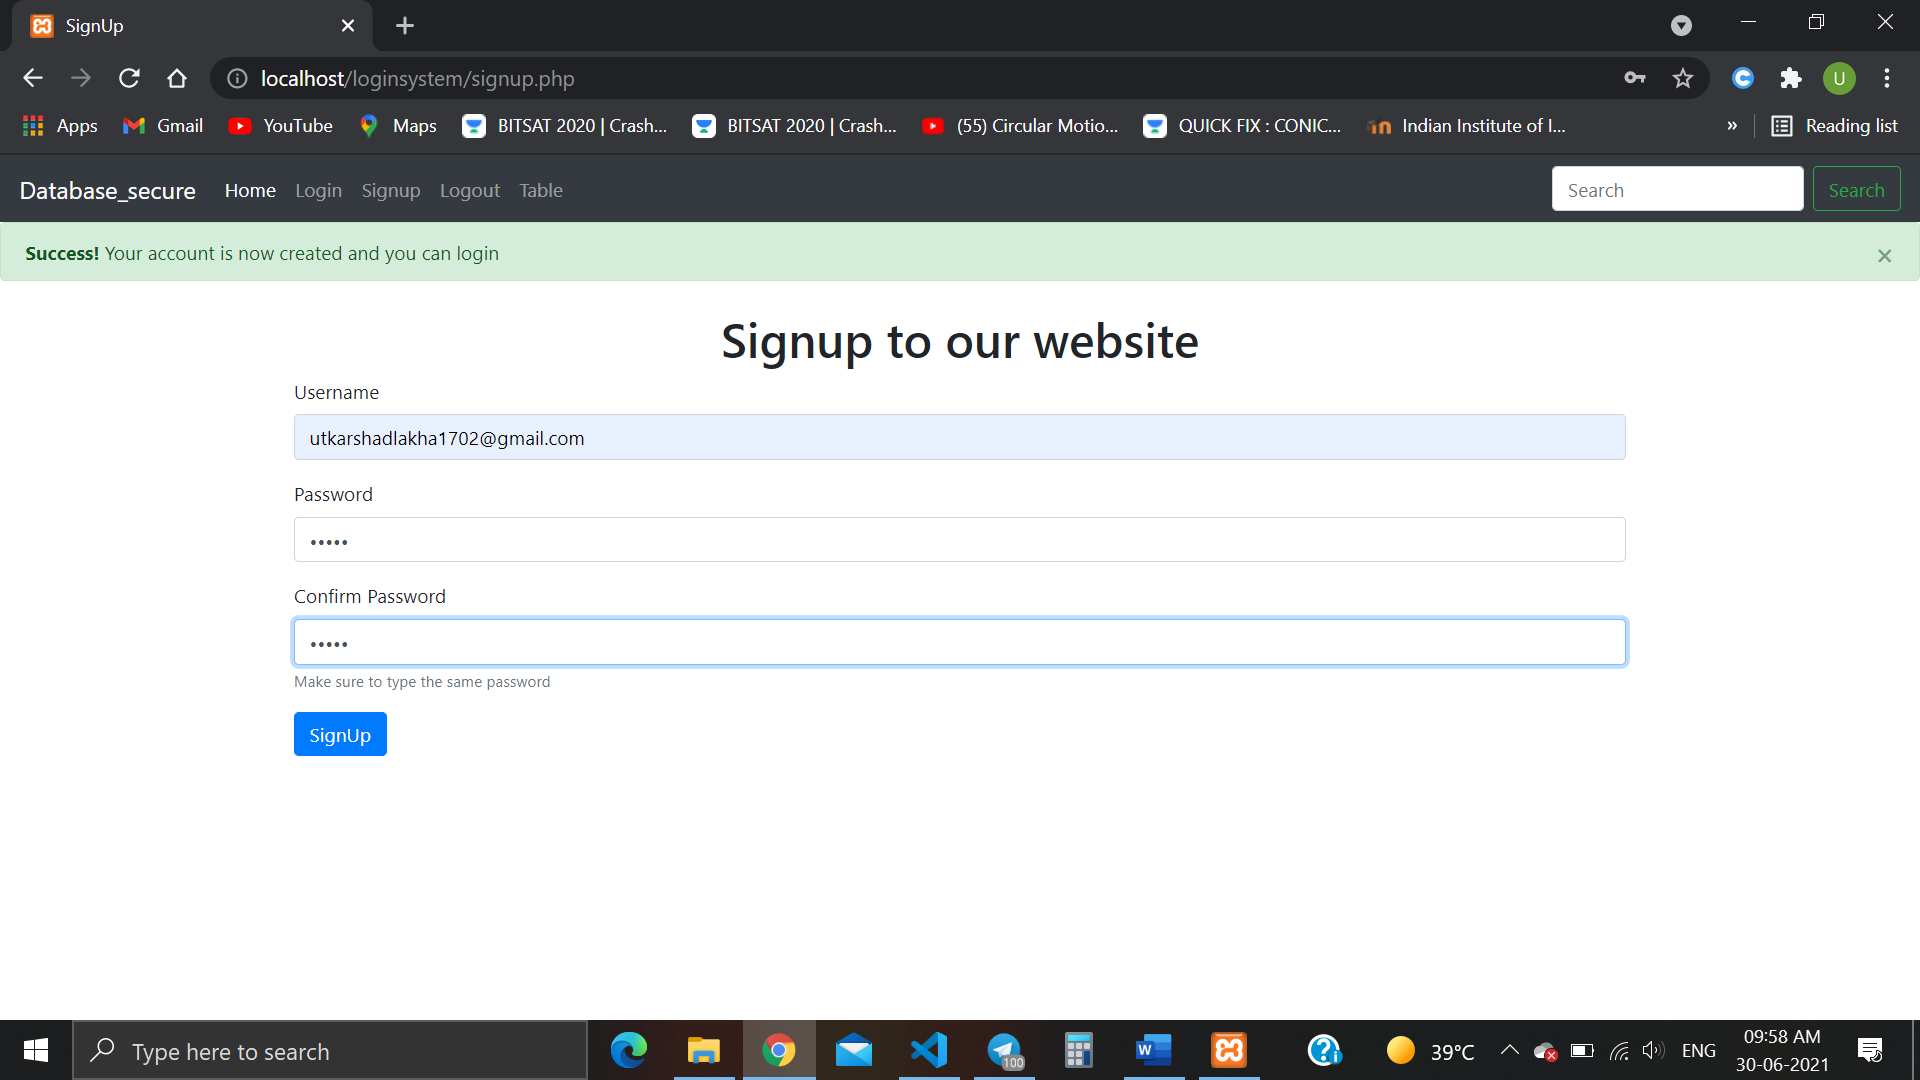 SignUp
localhost/loginsystem/signup.php
U
Apps Gmail YouTube Maps BITSAT 2020 | Crash... BITSAT 2020 | Crash... (55) Circular Motio... QUICK FIX : CONIC... Indian Institute of I... » Reading list
Database_secure Home Login Signup Logout Table Search Search
Success! Your account is now created and you can login ×
Signup to our website
Username
utkarshadlakha1702@gmail.com
Password
•••••
Confirm Password
•••••
Make sure to type the same password
SignUp
Type here to search 100 W 39°C ENG 09:58 AM
30-06-2021